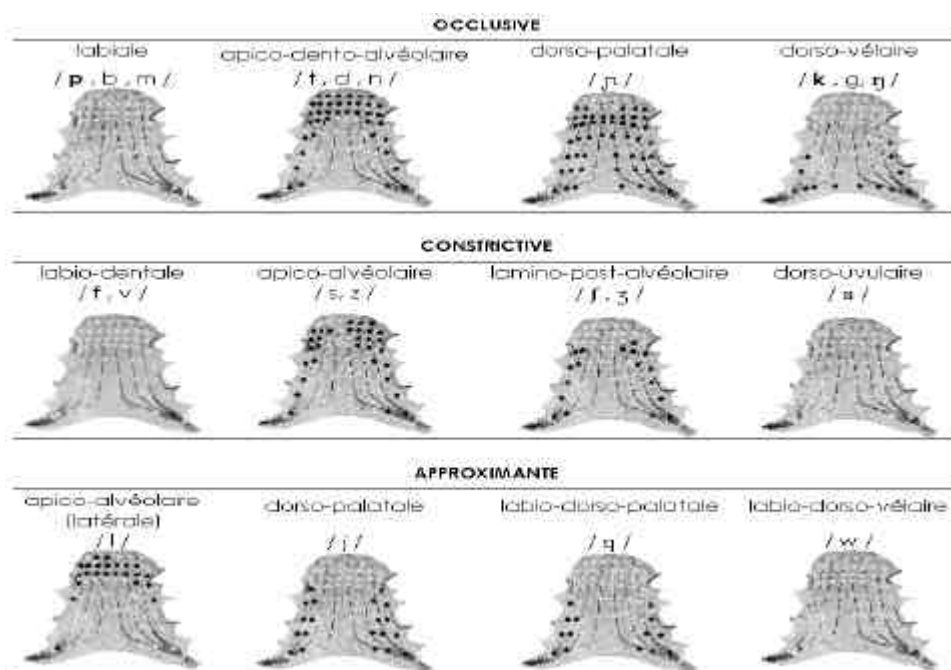 OCCLUSIVE
labiale apico-dento-alvéolaire dorso-palatale dorso-vélaire
/ p , b , m / / t , d , n / / ɲ / / k , g , ŋ /
CONSTRICTIVE
labio-dentale apico-alvéolaire lamino-post-alvéolaire dorso-uvulaire
/ f , v / / s, z / / ʃ , ʒ / / ʁ /
APPROXIMANTE
apico-alvéolaire dorso-palatale labio-dorso-palatale labio-dorso-vélaire
(latérale)
/ l / / j / / ɥ / / w /